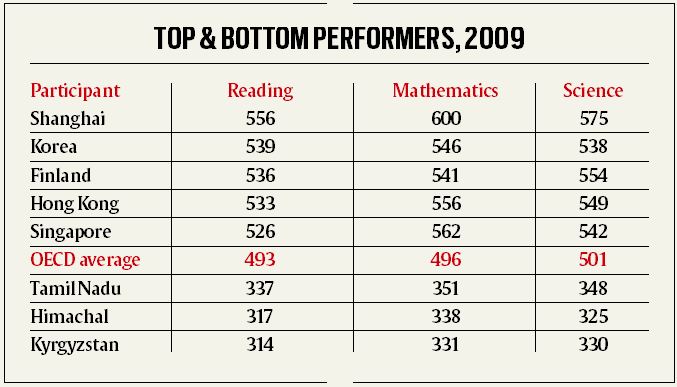 TOP & BOTTOM PERFORMERS, 2009
Participant Reading Mathematics Science
Shanghai 556 600 575
Korea 539 546 538
Finland 536 541 554
Hong Kong 533 556 549
Singapore 526 562 542
OECD average 493 496 501
Tamil Nadu 337 351 348
Himachal 317 338 325
Kyrgyzstan 314 331 330